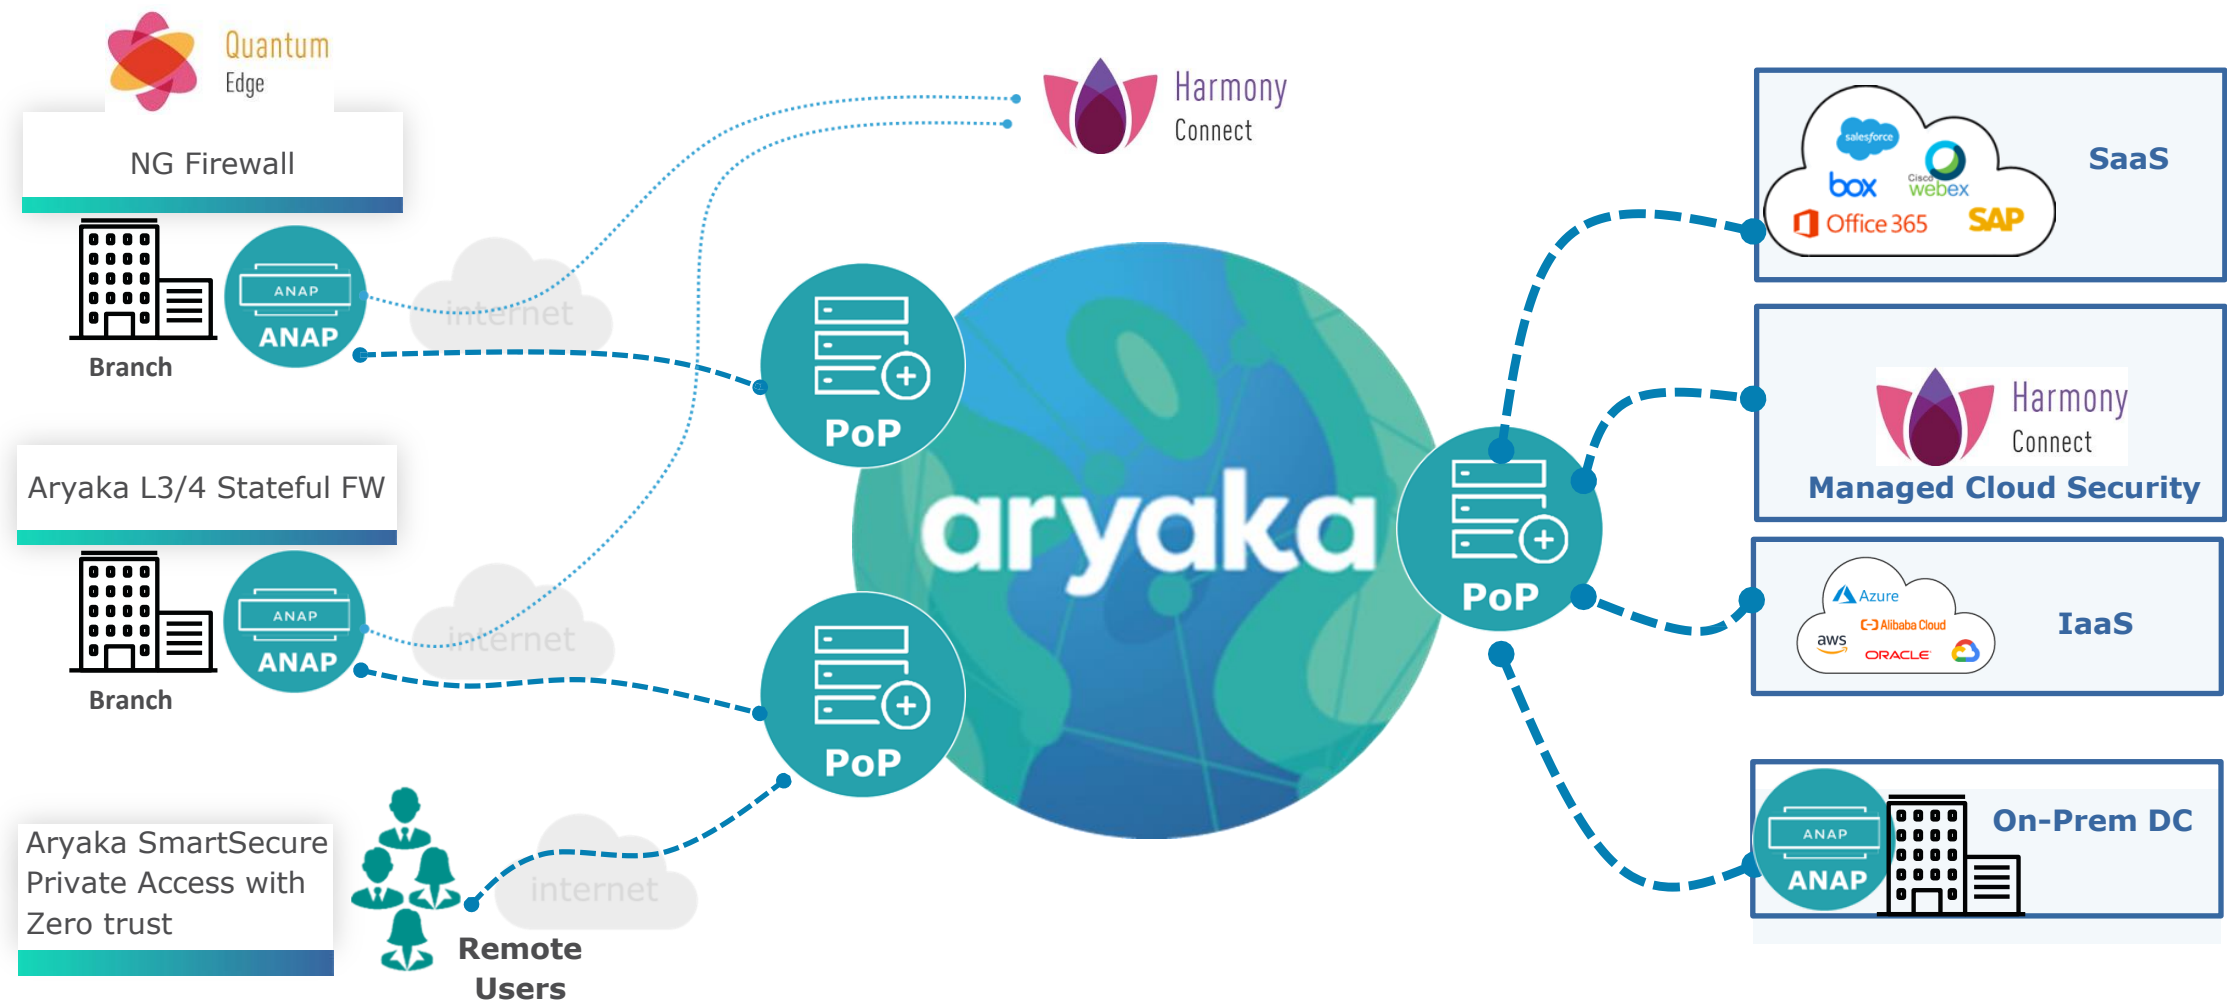 Quantum
Edge
NG Firewall
ANAP
ANAP
Branch
internet
Aryaka L3/4 Stateful FW
ANAP
ANAP
Branch
internet
Aryaka SmartSecure
Private Access with
Zero trust
Remote
Users
internet
Harmony
Connect
PoP
PoP
aryaka
PoP
salesforce
box
Cisco
webex
Office 365
SAP
SaaS
Harmony
Connect
Managed Cloud Security
Azure
Alibaba Cloud
aws
ORACLE
IaaS
ANAP
ANAP
On-Prem DC